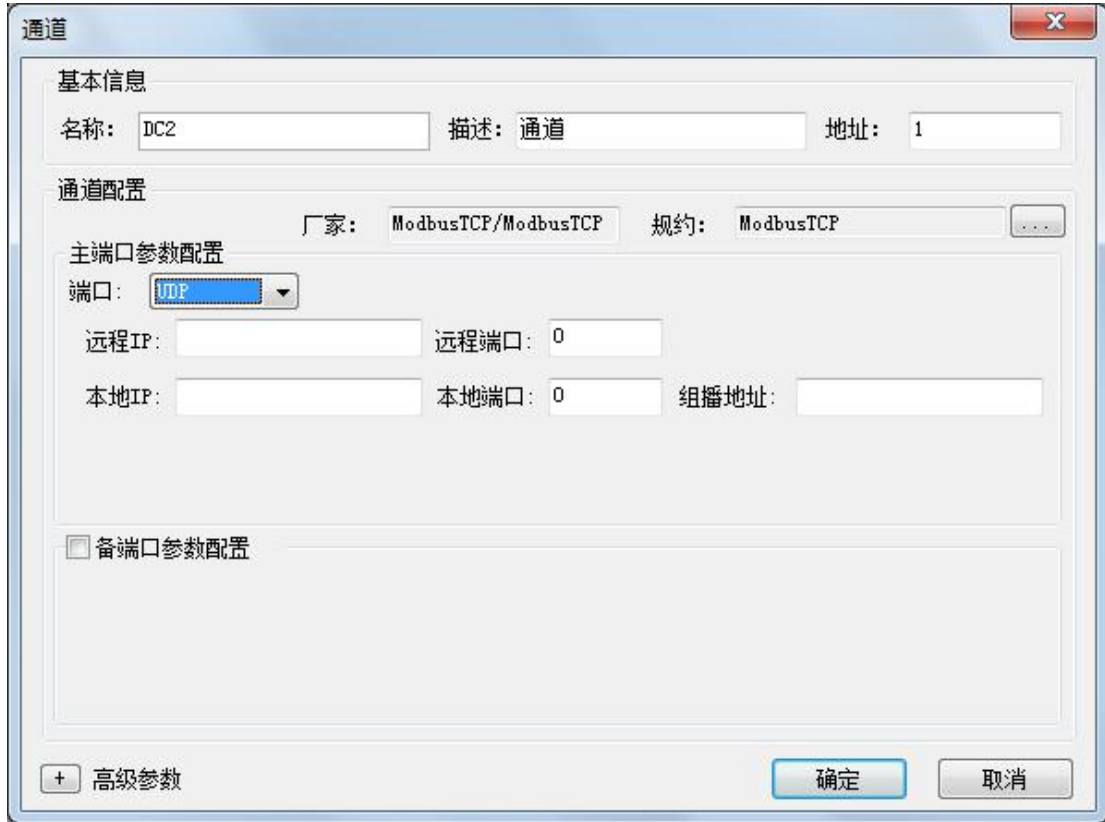 通道
基本信息
名称: DC2 描述: 通道 地址: 1
通道配置
厂家: ModbusTCP/ModbusTCP 规约: ModbusTCP ...
主端口参数配置
端口: UDP
远程IP: 远程端口: 0
本地IP: 本地端口: 0 组播地址:
备端口参数配置
+ 高级参数 确定 取消